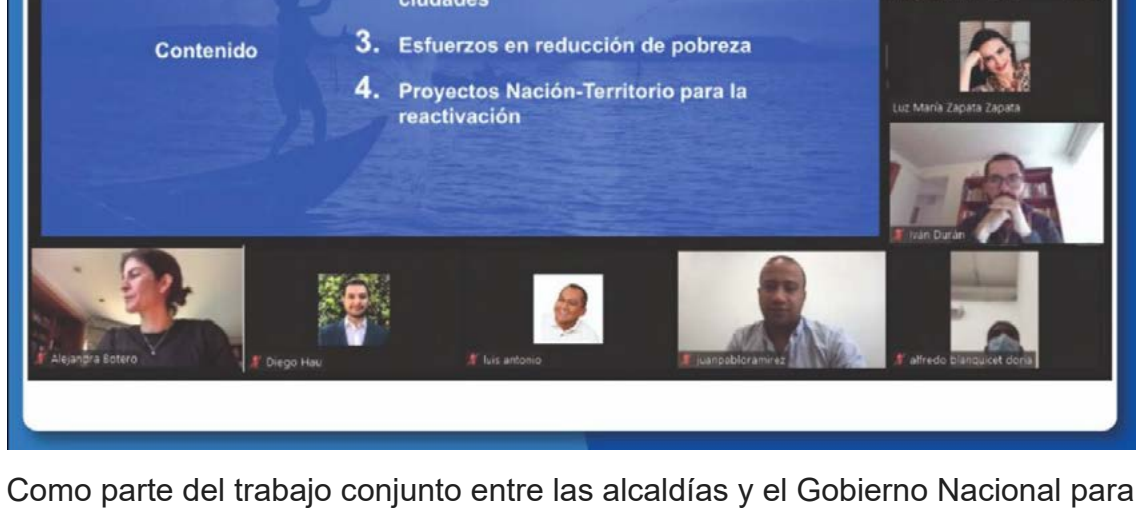 ciudades
Contenido
3. Esfuerzos en reducción de pobreza
4. Proyectos Nación-Territorio para la
reactivación
Luz María Zapata Zapata
Iván Durán
Alejandra Botero
Diego Hau
luis antonio
juanpabloramirez
alfredo blanquicet doria
Como parte del trabajo conjunto entre las alcaldías y el Gobierno Nacional para